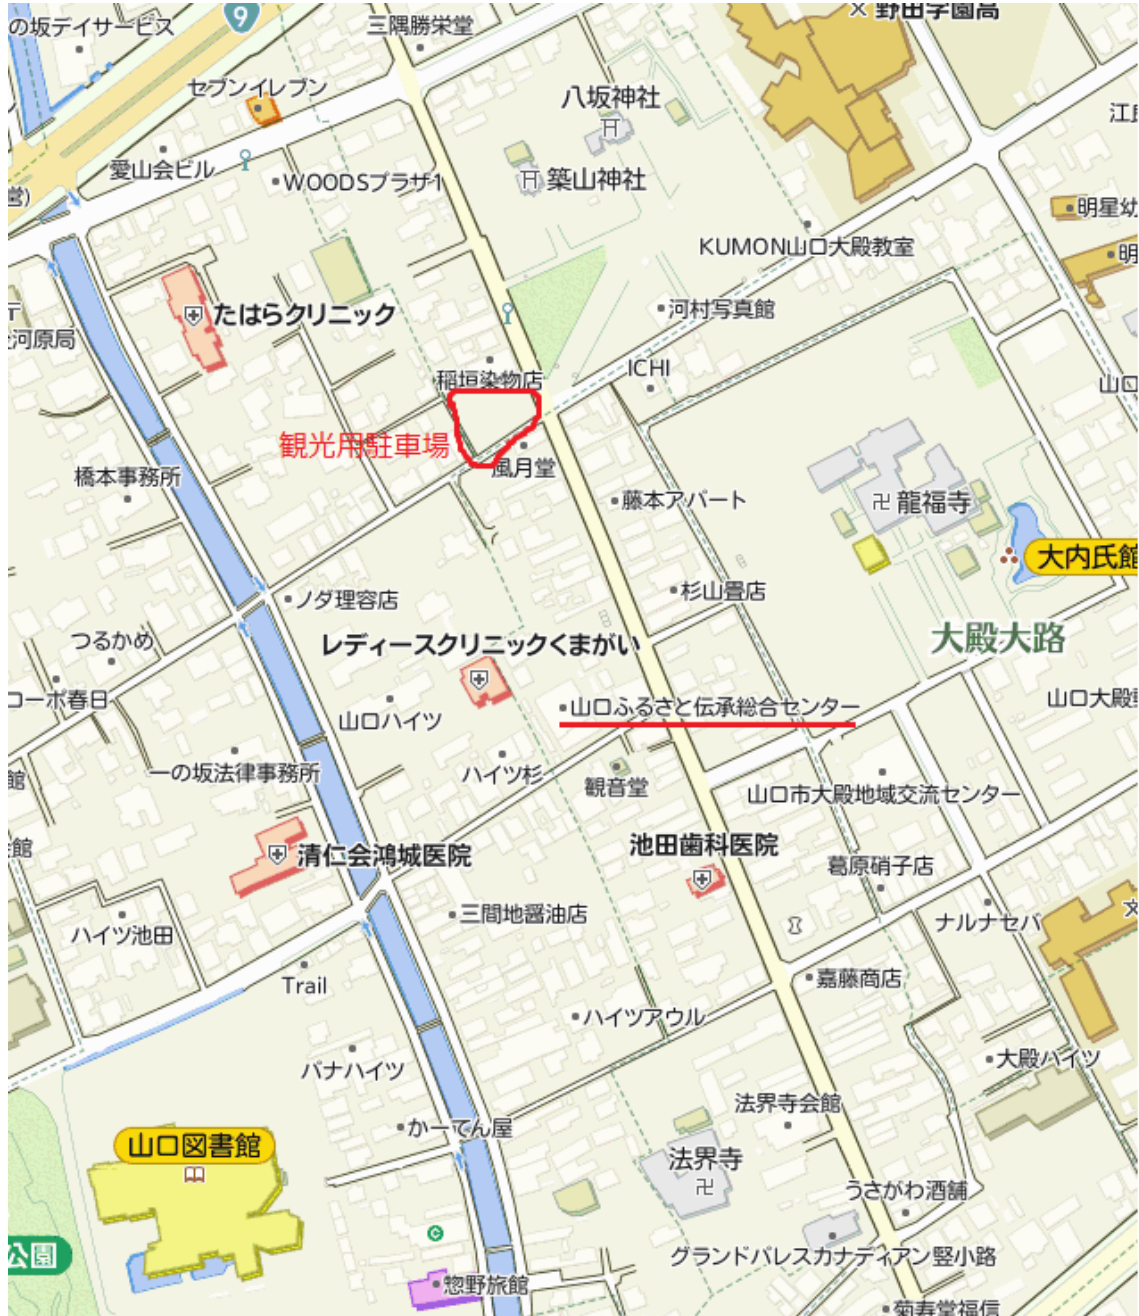 野田学園高
9
の坂デイサービス
三隅勝栄堂
セブンイレブン
八坂神社
愛山会ビル
WOODSプラザ1
築山神社
営)
明星幼
KUMON山口大殿教室
明
たはらクリニック
河村写真館
河原局
稲垣染物店
ICHI
山口
観光用駐車場
風月堂
橋本事務所
藤本アパート
龍福寺
大内氏館
ノダ理容店
杉山畳店
つるかめ
レディースクリニックくまがい
大殿大路
コーポ春日
山口ハイツ
山口ふるさと伝承総合センター
山口大殿
館
一の坂法律事務所
ハイツ杉
観音堂
山口市大殿地域交流センター
館
清仁会鴻城医院
池田歯科医院
葛原硝子店
ハイツ池田
三間地醤油店
ナルナセバ
Trail
嘉藤商店
ハイツアウル
バナハイツ
大殿ハイツ
法界寺会館
かーてん屋
山口図書館
法界寺
うさがわ酒舗
公園
グランドパレスカナディアン竪小路
惣野旅館
菊寿堂福信